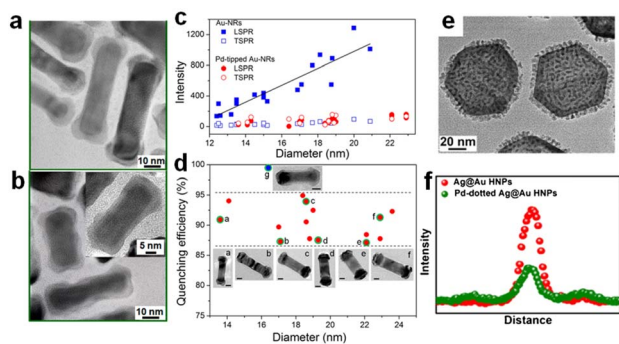 a
10 nm
b
5 nm
10 nm
c
Au-NRs
LSPR
TSPR
Pd-tipped Au-NRs
LSPR
TSPR
Intensity
1200
1000
800
600
400
200
0
12 14 16 18 20 22
Diameter (nm)
d
Quenching efficiency (%)
100
95
90
85
80
75
g
a
b
c
d
e
f
a b c d e f
14 16 18 20 22 24
Diameter (nm)
e
20 nm
f
Ag@Au HNPs
Pd-dotted Ag@Au HNPs
Intensity
Distance